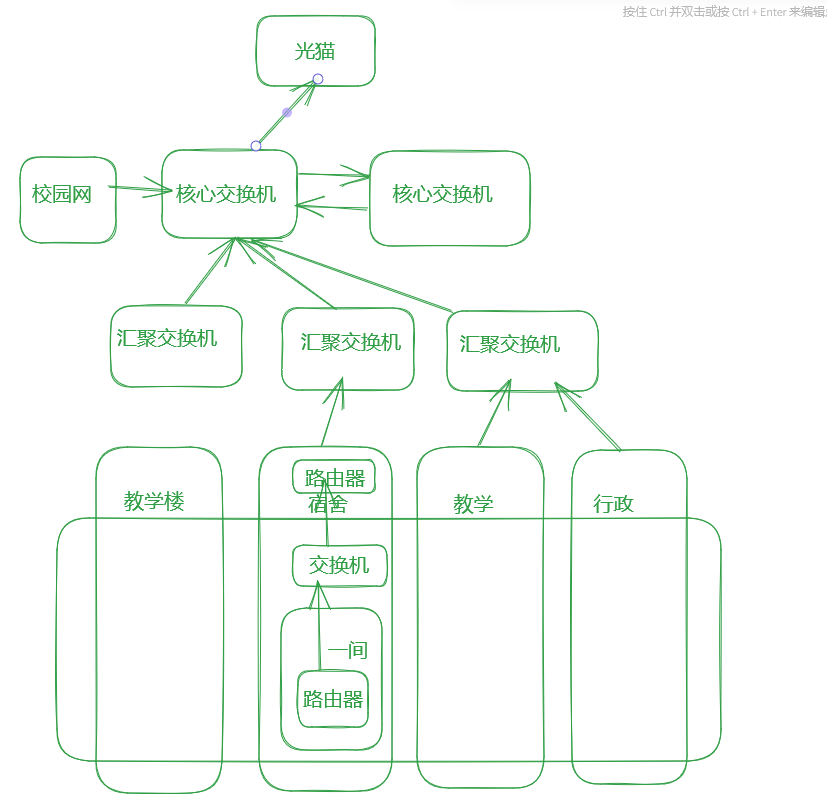 按住 Ctrl 并双击或按 Ctrl + Enter 来编辑
光猫
校园网
核心交换机
核心交换机
汇聚交换机
汇聚交换机
汇聚交换机
路由器
教学楼
宿舍
教学
行政
交换机
一间
路由器